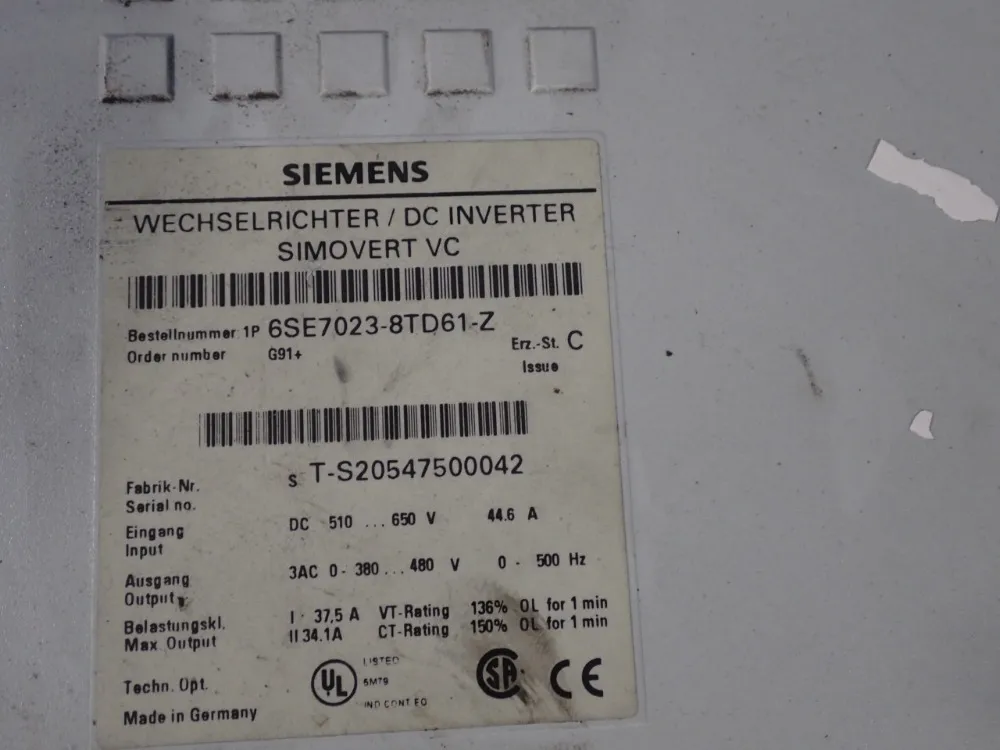 SIEMENS
WECHSELRICHTER / DC INVERTER
SIMOVERT VC
Bestellnummer 1P 6SE7023-8TD61-Z
Order number G91+
Erz.-St. C
Issue
Fabrik-Nr. S T-S20547500042
Serial no.
Eingang DC 510 ... 650 V 44.6 A
Input
Ausgang 3AC 0 - 380 ... 480 V 0 - 500 Hz
Output
Belastungskl. I 37,5 A VT-Rating 136% OL for 1 min
Max Output II 34.1A CT-Rating 150% OL for 1 min
Techn. Opt.
UL LISTED
5M79
IND CONT EQ
SA CE
Made in Germany